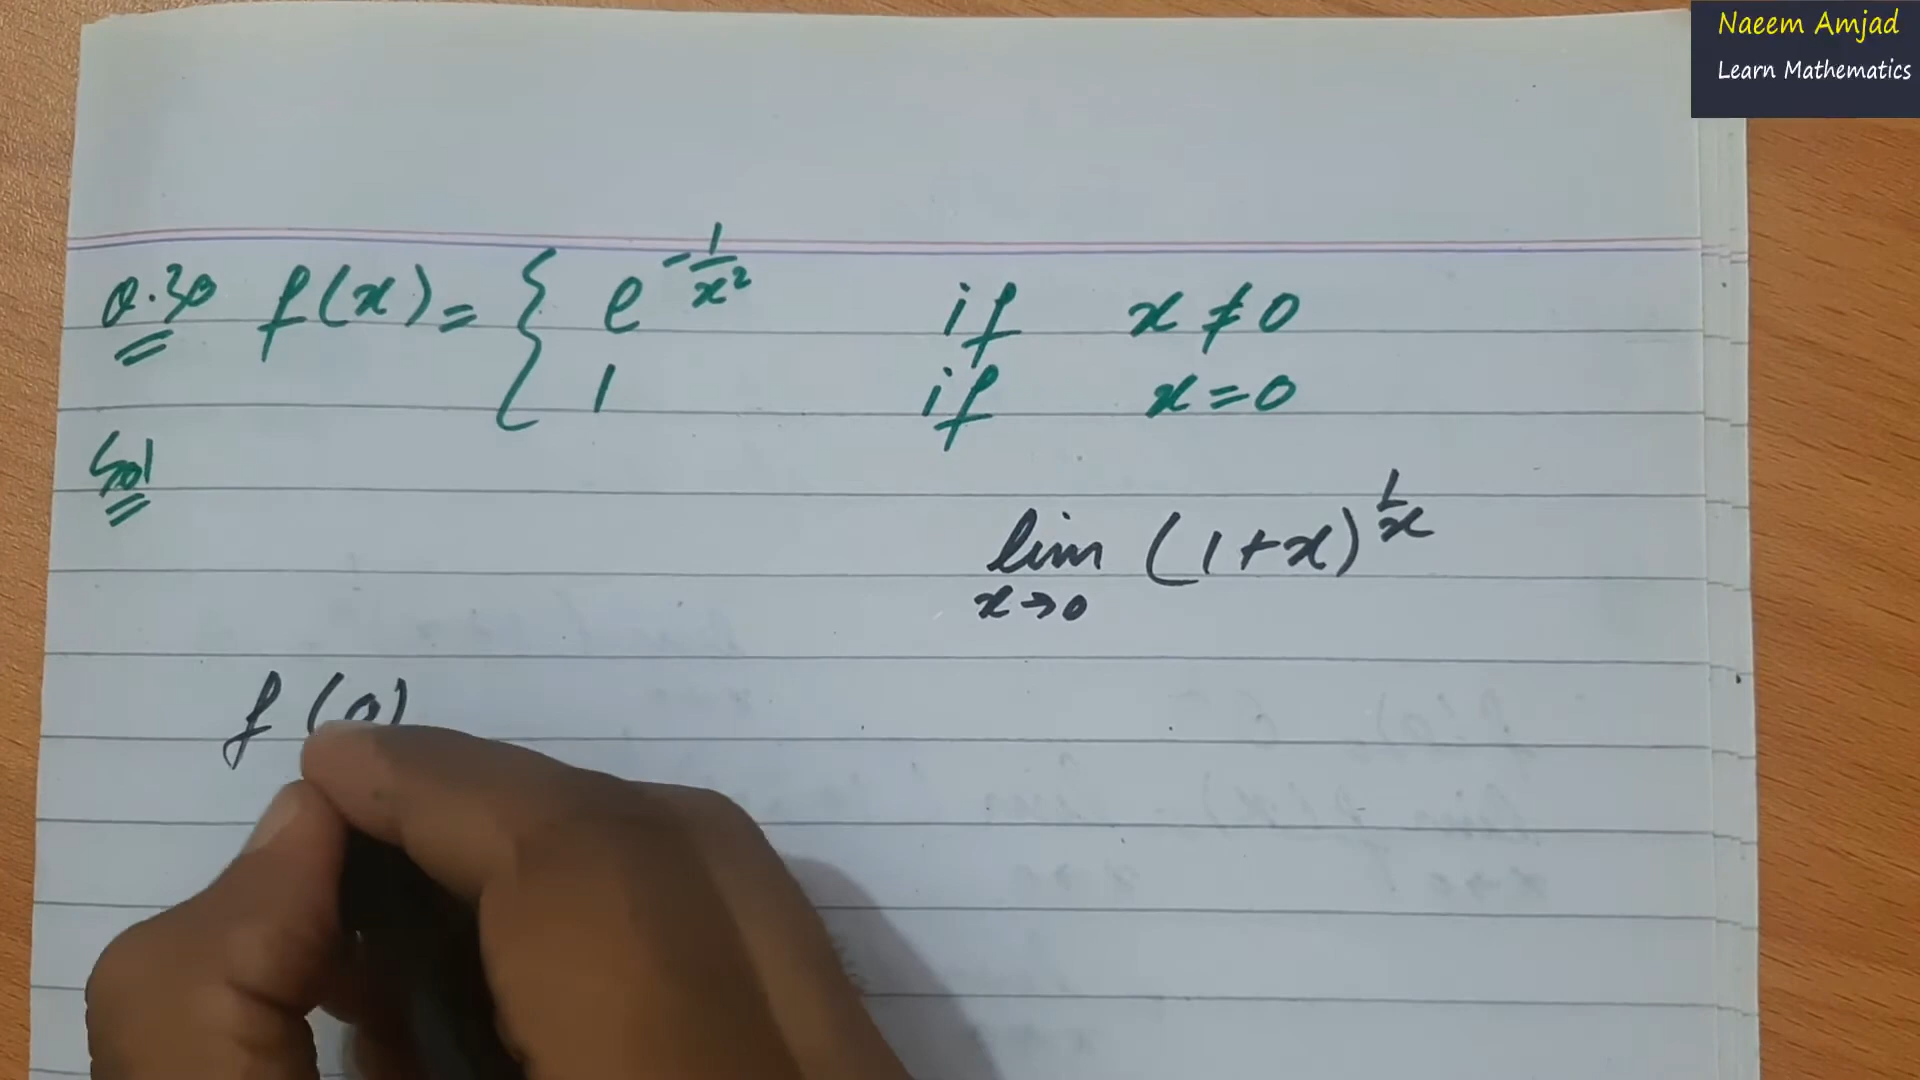 Naeem Amjad
Learn Mathematics
Q.30 f(x) = { e^{-1/x²} if x ≠ 0
1 if x = 0
Sol
lim (1+x)^{1/x}
x→0
f(0)